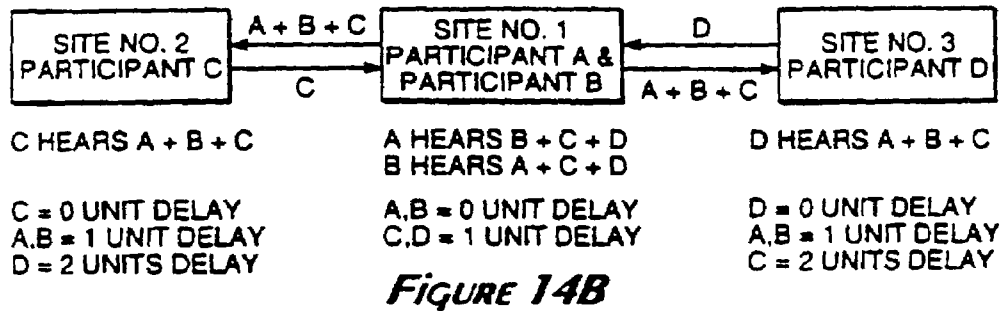 SITE NO. 2
PARTICIPANT C
A + B + C
C
SITE NO. 1
PARTICIPANT A &
PARTICIPANT B
D
A + B + C
SITE NO. 3
PARTICIPANT D
C HEARS A + B + C
C = 0 UNIT DELAY
A,B = 1 UNIT DELAY
D = 2 UNITS DELAY
A HEARS B + C + D
B HEARS A + C + D
A,B = 0 UNIT DELAY
C,D = 1 UNIT DELAY
D HEARS A + B + C
D = 0 UNIT DELAY
A,B = 1 UNIT DELAY
C = 2 UNITS DELAY
FIGURE 14B